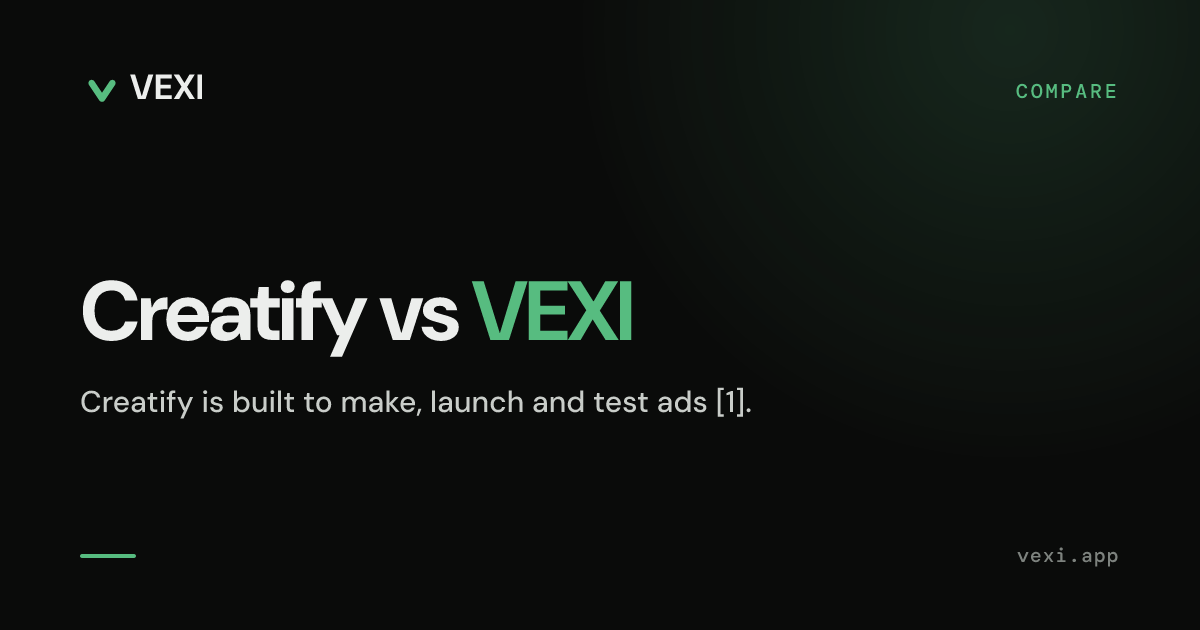 VEXI
COMPARE
Creatify vs VEXI
Creatify is built to make, launch and test ads [1].
vexi.app